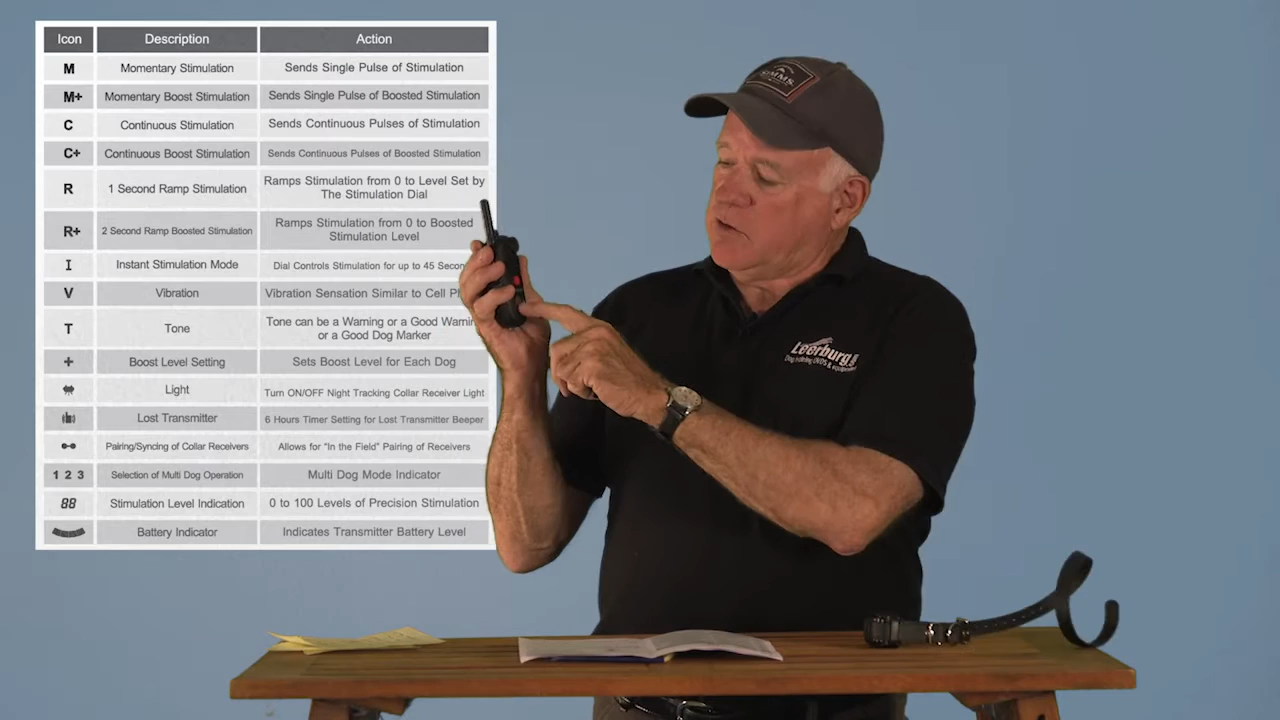 Icon Description Action
M Momentary Stimulation Sends Single Pulse of Stimulation
M+ Momentary Boost Stimulation Sends Single Pulse of Boosted Stimulation
C Continuous Stimulation Sends Continuous Pulses of Stimulation
C+ Continuous Boost Stimulation Sends Continuous Pulses of Boosted Stimulation
R 1 Second Ramp Stimulation Ramps Stimulation from 0 to Level Set by
The Stimulation Dial
R+ 2 Second Ramp Boosted Stimulation Ramps Stimulation from 0 to Boosted
Stimulation Level
I Instant Stimulation Mode Dial Controls Stimulation for up to 45
V Vibration Vibration Sensation Similar to Cell
T Tone Tone can be a Warning or a Good
or a Good Dog Marker
+ Boost Level Setting Sets Boost Level for Each Dog
Light Turn ON/OFF Night Tracking Collar Receiver Light
Lost Transmitter 6 Hours Timer Setting for Lost Transmitter Beeper
Pairing/Syncing of Collar Receivers Allows for "In the Field" Pairing of Receivers
1 2 3 Selection of Multi Dog Operation Multi Dog Mode Indicator
88 Stimulation Level Indication 0 to 100 Levels of Precision Stimulation
Battery Indicator Indicates Transmitter Battery Level
SIMMS
Leerburg
Dog training DVDs & equipment